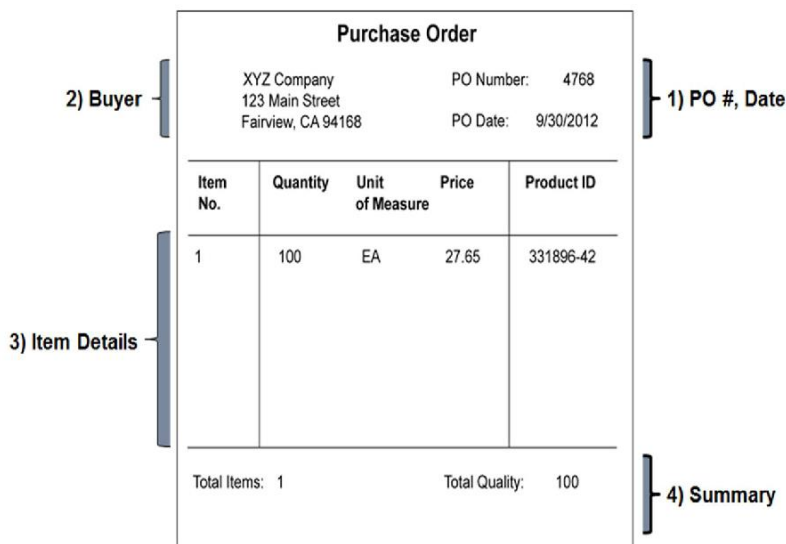 Purchase Order
2) Buyer
XYZ Company
123 Main Street
Fairview, CA 94168
PO Number: 4768
PO Date: 9/30/2012
1) PO #, Date
Item No.
Quantity
Unit of Measure
Price
Product ID
3) Item Details
1 100 EA 27.65 331896-42
Total Items: 1 Total Quality: 100
4) Summary